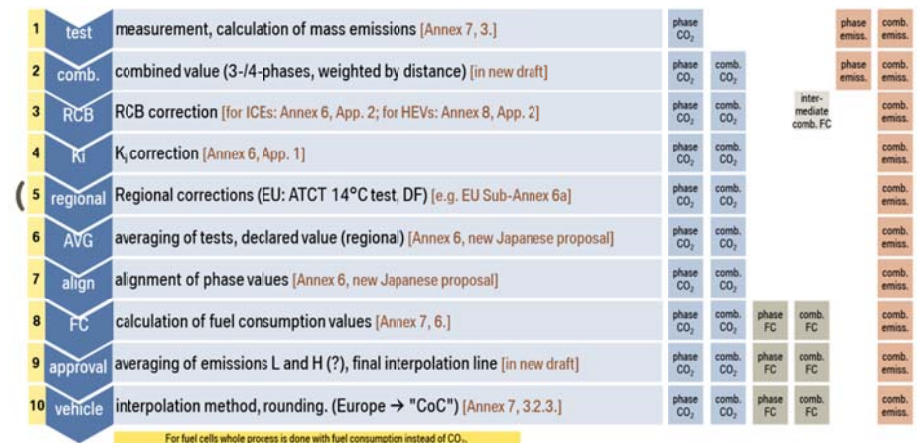 1 test measurement, calculation of mass emissions [Annex 7, 3.] phase CO₂ phase emiss. comb. emiss.
2 comb. combined value (3-/4-phases, weighted by distance) [in new draft] phase CO₂ comb. CO₂ phase emiss. comb. emiss.
3 RCB RCB correction [for ICEs: Annex 6, App. 2; for HEVs: Annex 8, App. 2] phase CO₂ comb. CO₂ inter-mediate comb. FC comb. emiss.
4 Ki Kᵢ correction [Annex 6, App. 1] phase CO₂ comb. CO₂ comb. emiss.
( 5 regional Regional corrections (EU: ATCT 14°C test, DF) [e.g. EU Sub-Annex 6a] phase CO₂ comb. CO₂ comb. emiss.
6 AVG averaging of tests, declared value (regional) [Annex 6, new Japanese proposal] phase CO₂ comb. CO₂ comb. emiss.
7 align alignment of phase values [Annex 6, new Japanese proposal] phase CO₂ comb. CO₂ comb. emiss.
8 FC calculation of fuel consumption values [Annex 7, 6.] phase CO₂ comb. CO₂ phase FC comb. FC comb. emiss.
9 approval averaging of emissions L and H (?), final interpolation line [in new draft] phase CO₂ comb. CO₂ phase FC comb. FC comb. emiss.
10 vehicle interpolation method, rounding. (Europe → "CoC") [Annex 7, 3.2.3.] phase CO₂ comb. CO₂ phase FC comb. FC comb. emiss.
For fuel cells whole process is done with fuel consumption instead of CO₂.